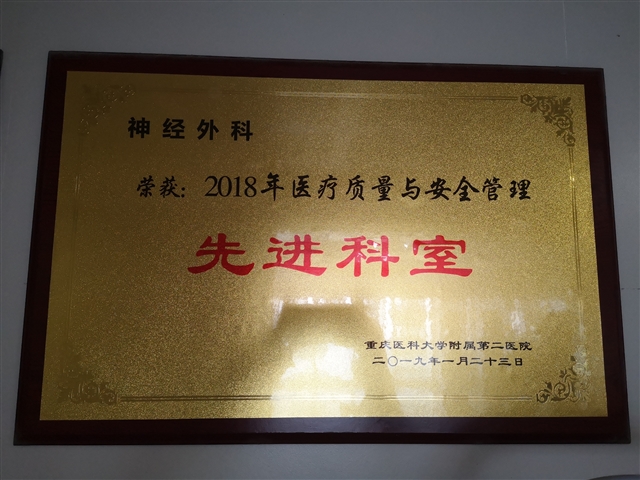 神经外科
荣获：2018年医疗质量与安全管理
先进科室
重庆医科大学附属第二医院
二〇一九年一月二十三日